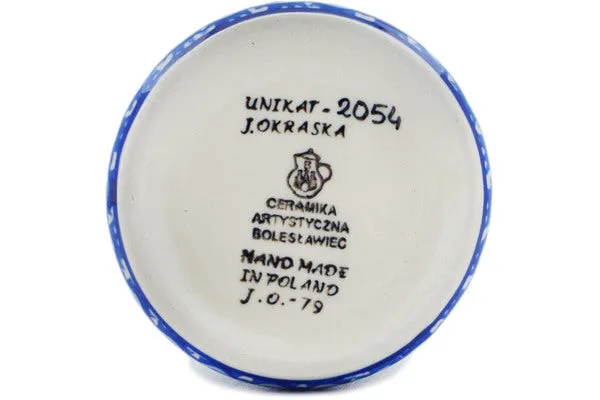 UNIKAT-2054
J.OKRASKA
CERAMIKA
ARTYSTYCZNA
BOLESŁAWIEC
HAND MADE
IN POLAND
J.O.-79